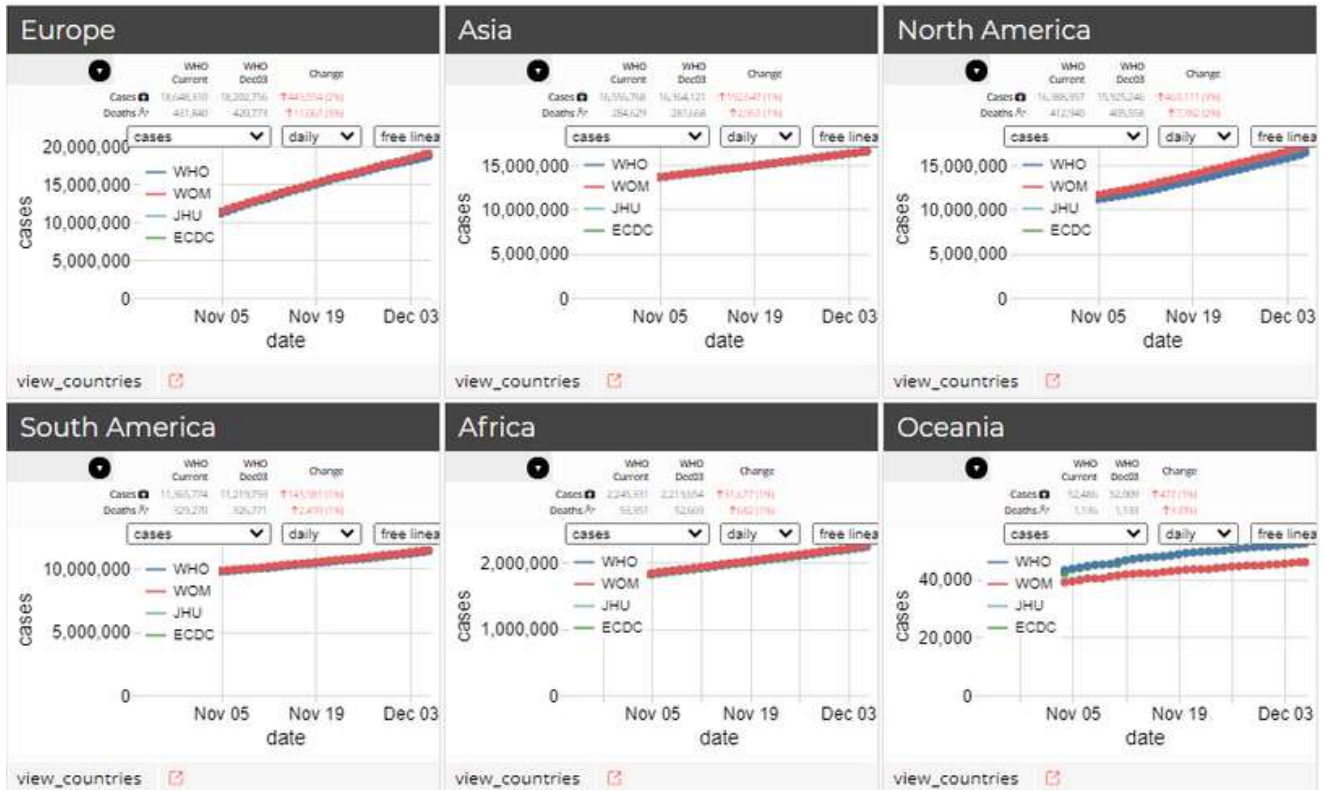 Europe
WHO Current WHO Dec03 Change
Cases
Deaths
cases daily free linea
20,000,000
15,000,000
10,000,000
5,000,000
0
cases
WHO
WOM
JHU
ECDC
Nov 05 Nov 19 Dec 03
date
view_countries
Asia
WHO Current WHO Dec03 Change
Cases
Deaths
cases daily free linea
15,000,000
10,000,000
5,000,000
0
cases
WHO
WOM
JHU
ECDC
Nov 05 Nov 19 Dec 03
date
view_countries
North America
WHO Current WHO Dec03 Change
Cases
Deaths
cases daily free linea
15,000,000
10,000,000
5,000,000
0
cases
WHO
WOM
JHU
ECDC
Nov 05 Nov 19 Dec 03
date
view_countries
South America
WHO Current WHO Dec03 Change
Cases
Deaths
cases daily free linea
10,000,000
5,000,000
0
cases
WHO
WOM
JHU
ECDC
Nov 05 Nov 19 Dec 03
date
view_countries
Africa
WHO Current WHO Dec03 Change
Cases
Deaths
cases daily free linea
2,000,000
1,000,000
0
cases
WHO
WOM
JHU
ECDC
Nov 05 Nov 19 Dec 03
date
view_countries
Oceania
WHO Current WHO Dec03 Change
Cases
Deaths
cases daily free linea
40,000
20,000
0
cases
WHO
WOM
JHU
ECDC
Nov 05 Nov 19 Dec 03
date
view_countries